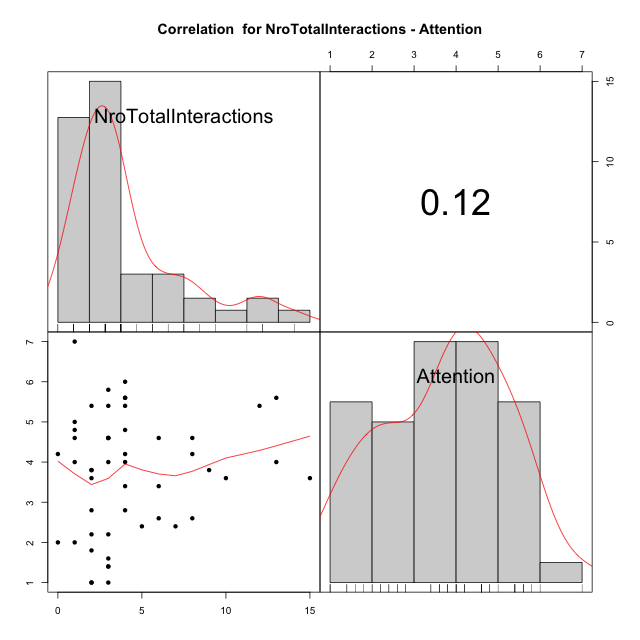 Correlation  for NroTotalInteractions - Attention
1 2 3 4 5 6 7
NroTotalInteractions
0.12
15
10
5
0
7
6
5
4
3
2
1
Attention
0 5 10 15